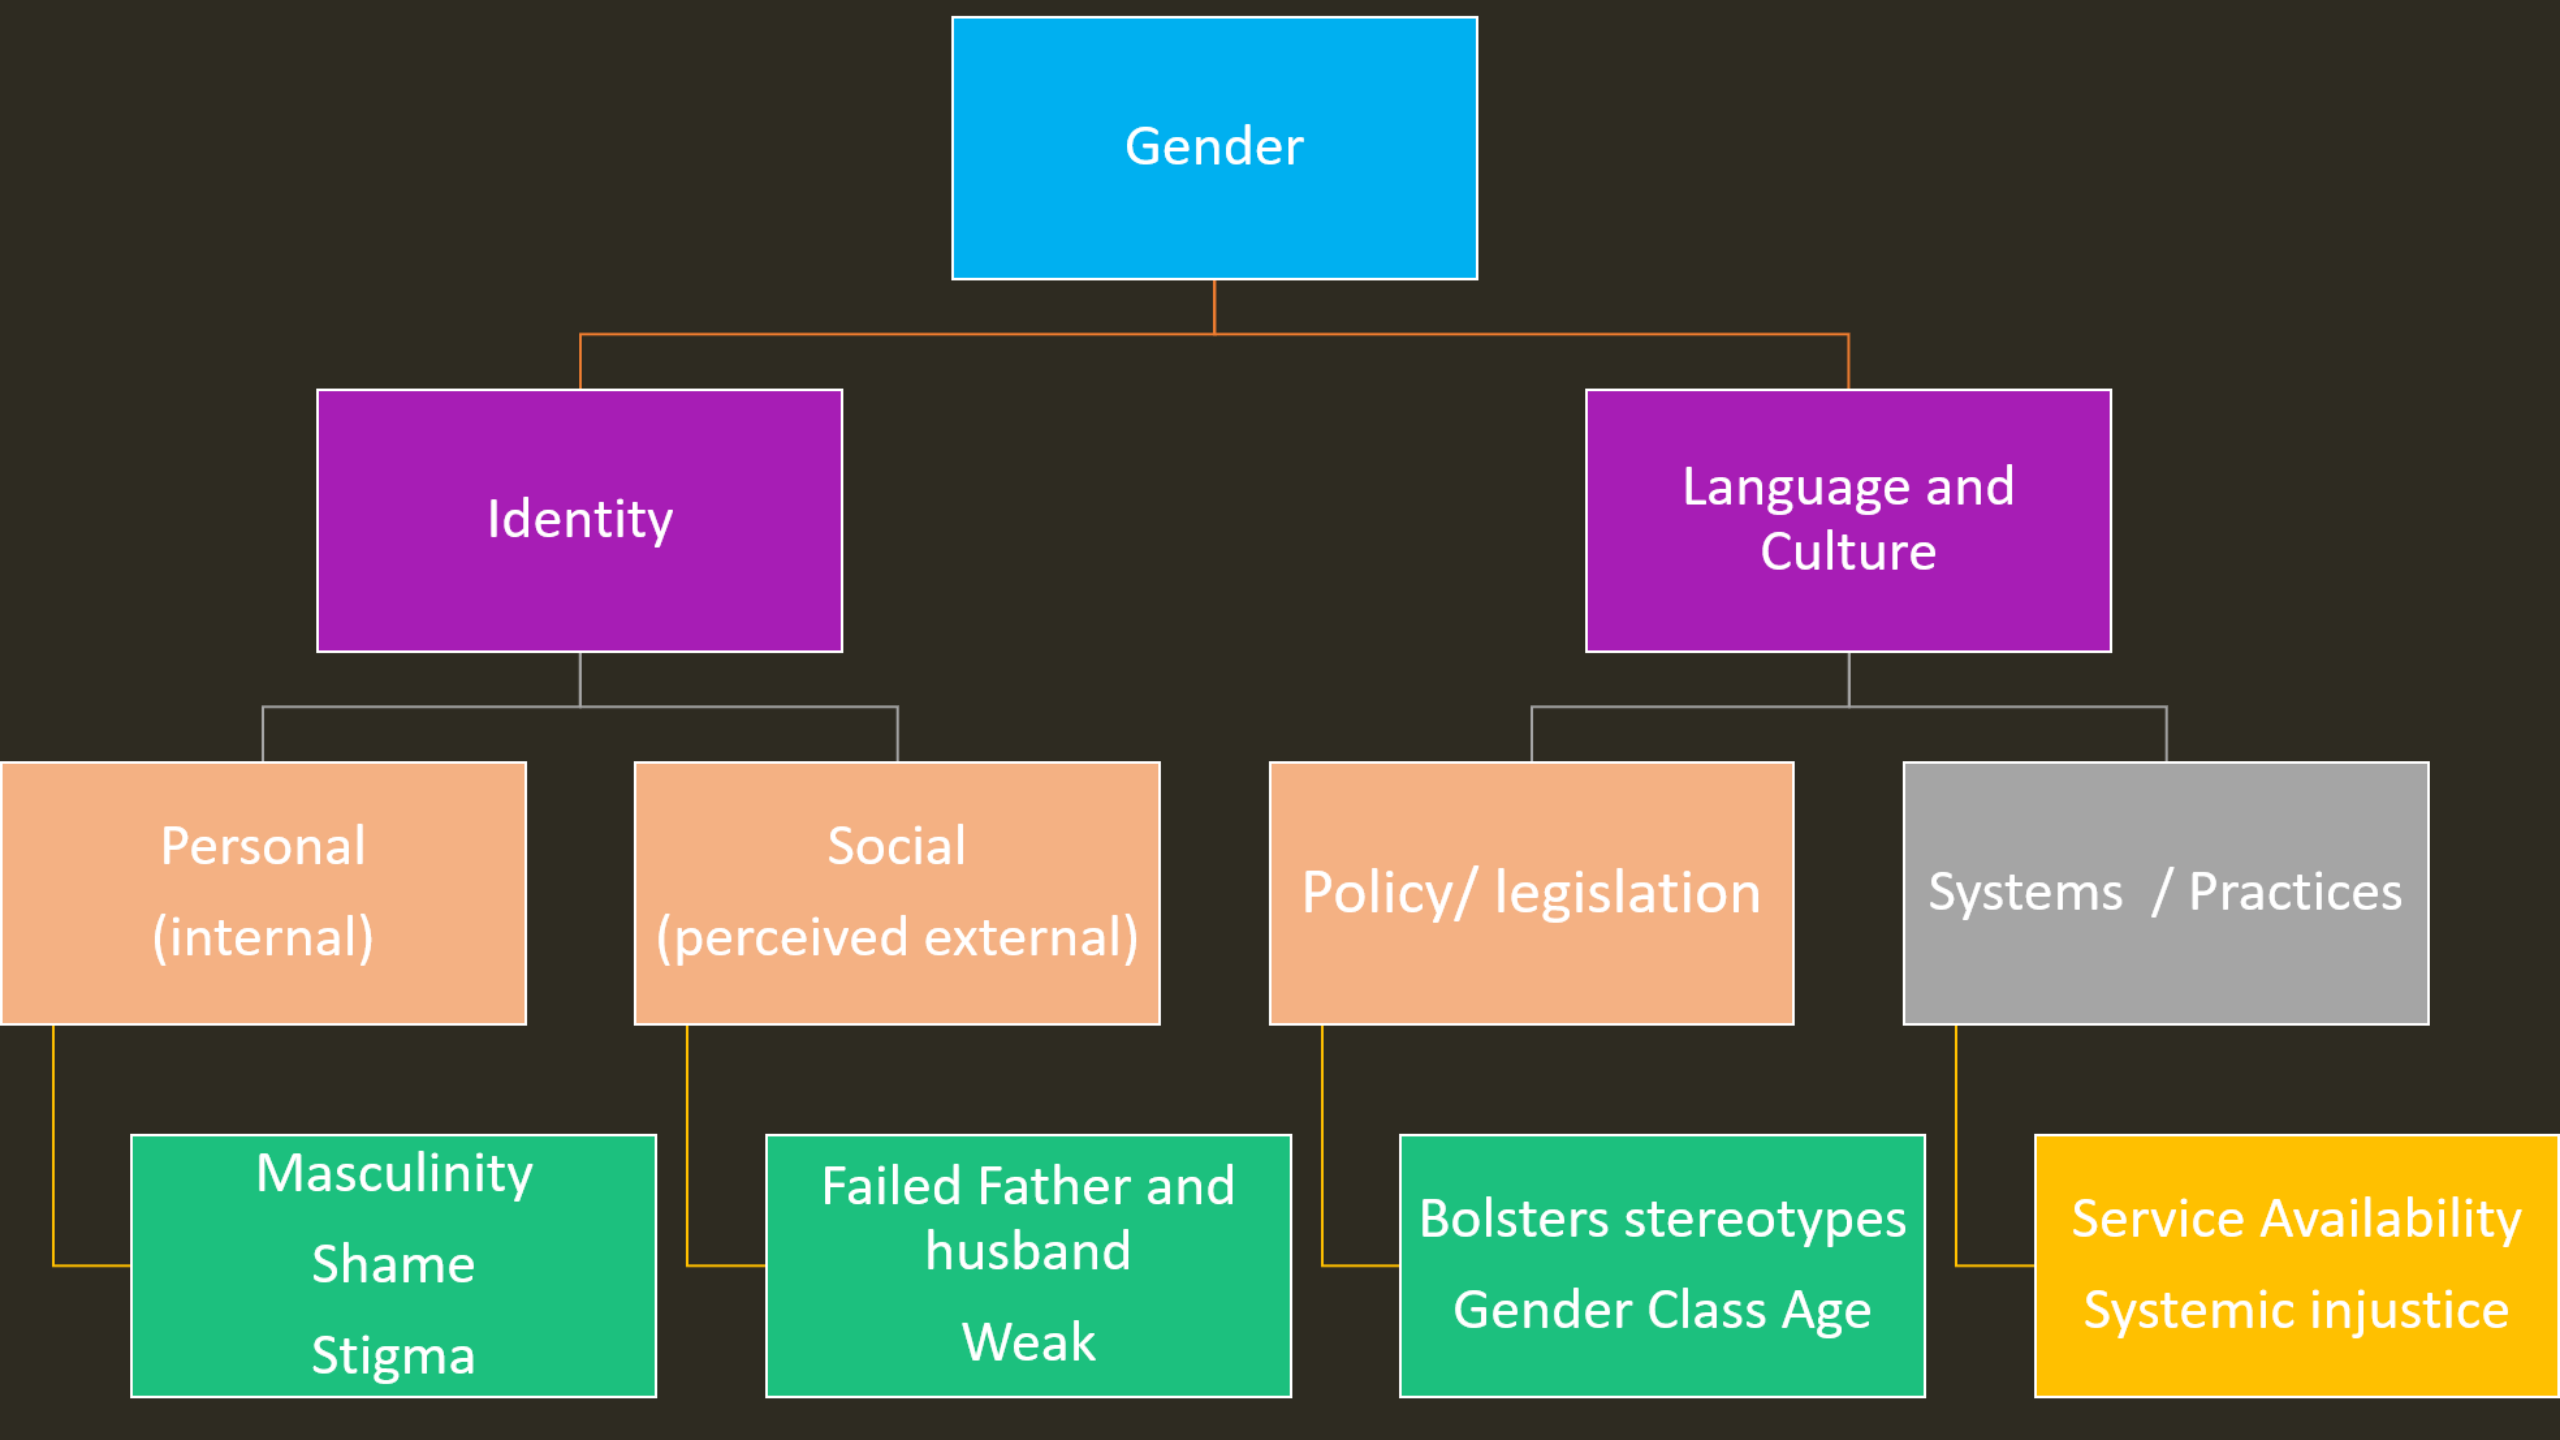 Gender
Identity
Language and
Culture
Personal
(internal)
Social
(perceived external)
Policy/ legislation
Systems  / Practices
Masculinity
Shame
Stigma
Failed Father and
husband
Weak
Bolsters stereotypes
Gender Class Age
Service Availability
Systemic injustice